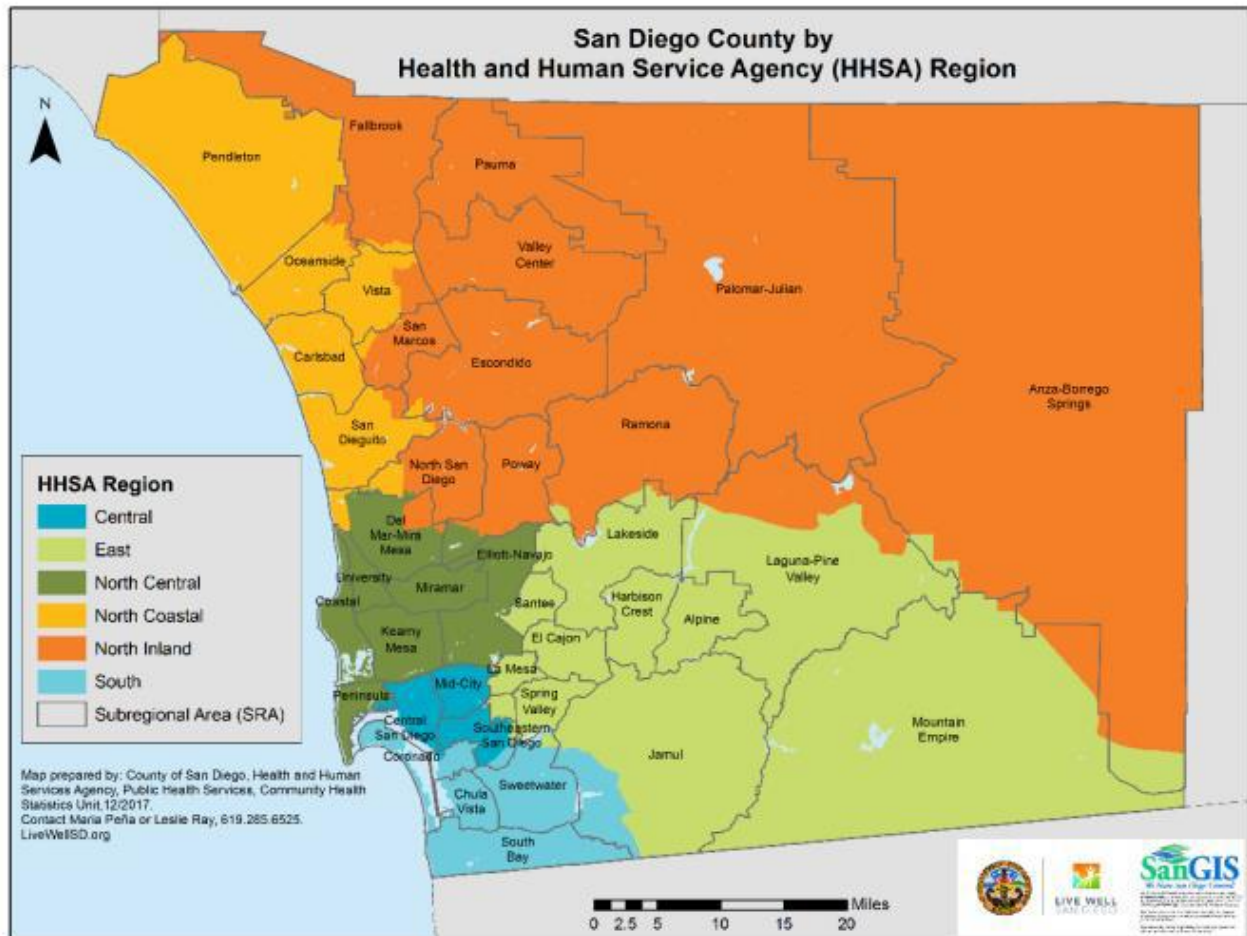 San Diego County by
Health and Human Service Agency (HHSA) Region
N
Fallbrook
Pendleton
Pauma
Valley
Center
Oceanside
Vista
Palomar-Julian
San
Marcos
Carlsbad
Escondido
Anza-Borrego
Springs
San
Dieguito
Ramona
North San
Diego
Poway
HHSA Region
Central
East
North Central
North Coastal
North Inland
South
Subregional Area (SRA)
Del
Mar-Mira
Mesa
Elliott-Navajo
Lakeside
Laguna-Pine
Valley
University
Miramar
Coastal
Santee
Harbison
Crest
Alpine
Kearny
Mesa
El Cajon
La Mesa
Mid-City
Peninsula
Spring
Valley
Central
San Diego
Southeastern
San Diego
Mountain
Empire
Coronado
Jamul
Sweetwater
Chula
Vista
South
Bay
Map prepared by: County of San Diego, Health and Human
Services Agency, Public Health Services, Community Health
Statistics Unit,12/2017.
Contact Maria Peña or Leslie Ray, 619.285.6525.
LiveWellSD.org
Miles
0 2.5 5 10 15 20
LIVE WELL
SAN DIEGO
SanGIS